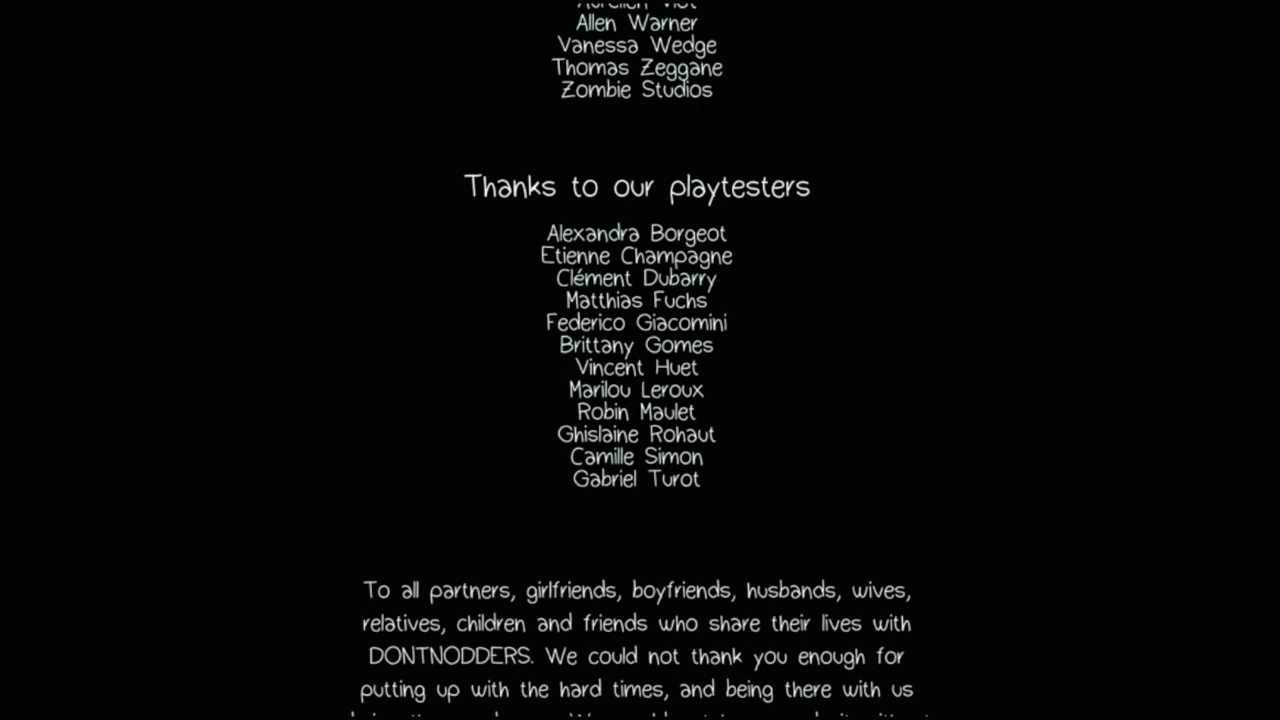 Allen Warner
Vanessa Wedge
Thomas Zeggane
Zombie Studios
Thanks to our playtesters
Alexandra Borgeot
Etienne Champagne
Clément Dubarry
Matthias Fuchs
Federico Giacomini
Brittany Gomes
Vincent Huet
Marilou Leroux
Robin Maulet
Ghislaine Rohaut
Camille Simon
Gabriel Turot
To all partners, girlfriends, boyfriends, husbands, wives,
relatives, children and friends who share their lives with
DONTNODDERS. We could not thank you enough for
putting up with the hard times, and being there with us